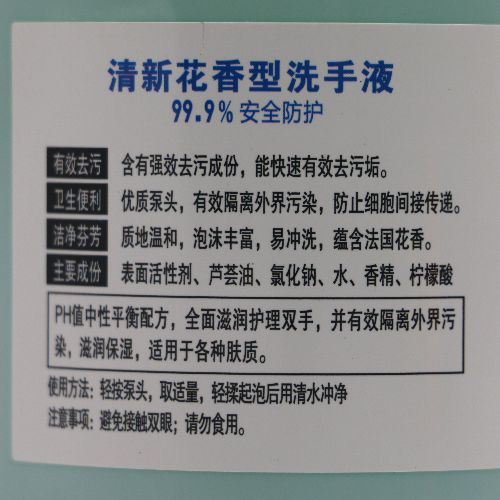 清新花香型洗手液
99.9%安全防护
有效去污 含有强效去污成份，能快速有效去污垢。
卫生便利 优质泵头，有效隔离外界污染，防止细胞间接传递。
洁净芬芳 质地温和，泡沫丰富，易冲洗，蕴含法国花香。
主要成份 表面活性剂、芦荟油、氯化钠、水、香精、柠檬酸
PH值中性平衡配方，全面滋润护理双手，并有效隔离外界污
染，滋润保湿，适用于各种肤质。
使用方法：轻按泵头，取适量，轻揉起泡后用清水冲净
注意事项：避免接触双眼；请勿食用。